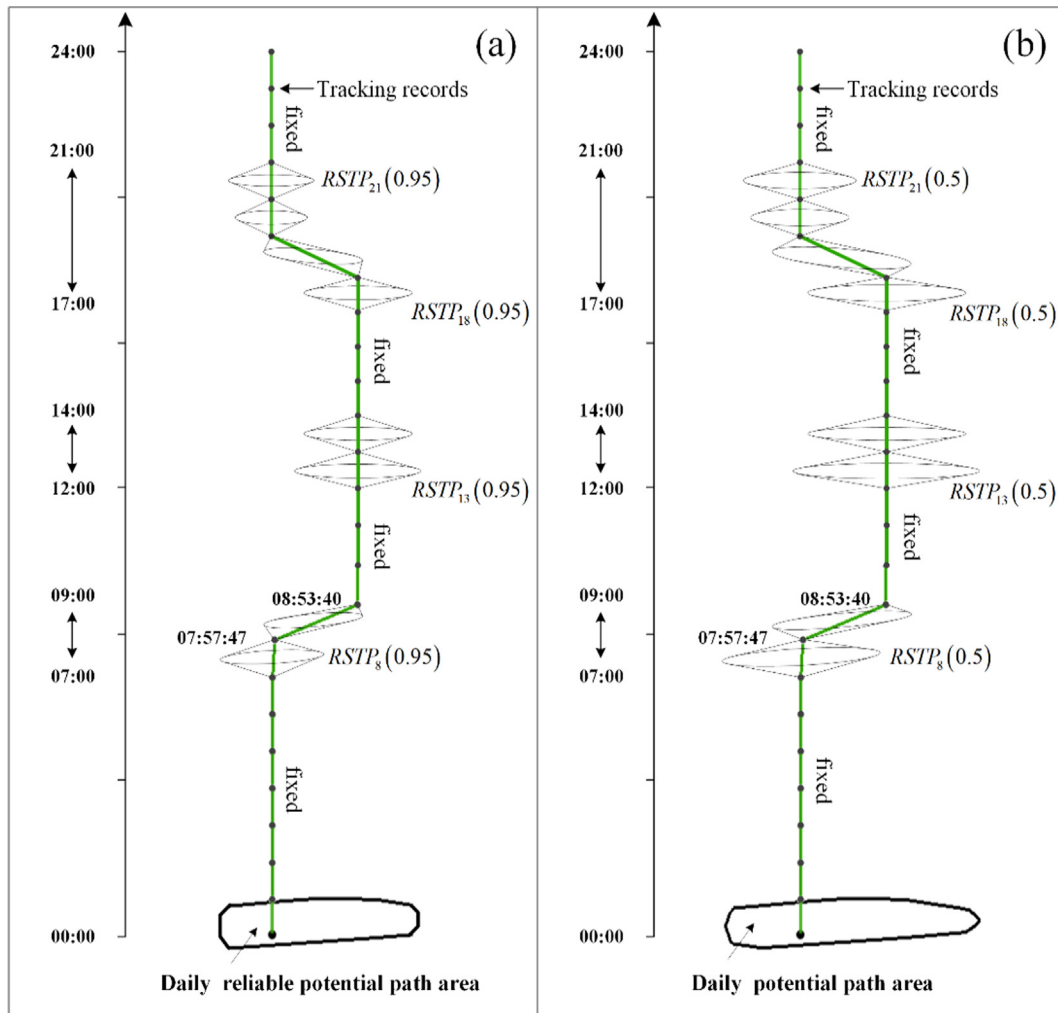 (a)
24:00
Tracking records
fixed
21:00
RSTP₂₁(0.95)
17:00
RSTP₁₈(0.95)
fixed
14:00
12:00
RSTP₁₃(0.95)
fixed
09:00
08:53:40
07:57:47
RSTP₈(0.95)
07:00
fixed
00:00
Daily reliable potential path area
(b)
24:00
Tracking records
fixed
21:00
RSTP₂₁(0.5)
17:00
RSTP₁₈(0.5)
fixed
14:00
12:00
RSTP₁₃(0.5)
fixed
09:00
08:53:40
07:57:47
RSTP₈(0.5)
07:00
fixed
00:00
Daily potential path area